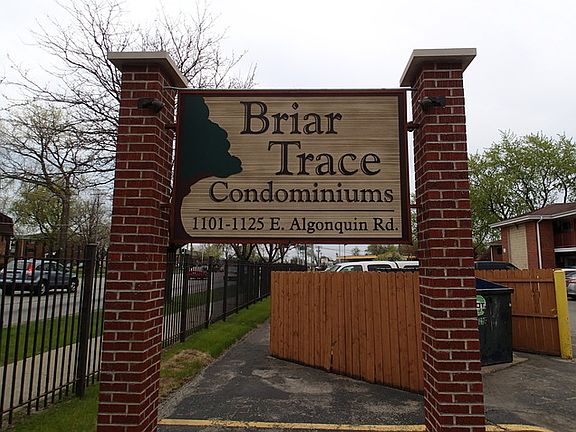 Briar
Trace
Condominiums
1101-1125 E. Algonquin Rd.